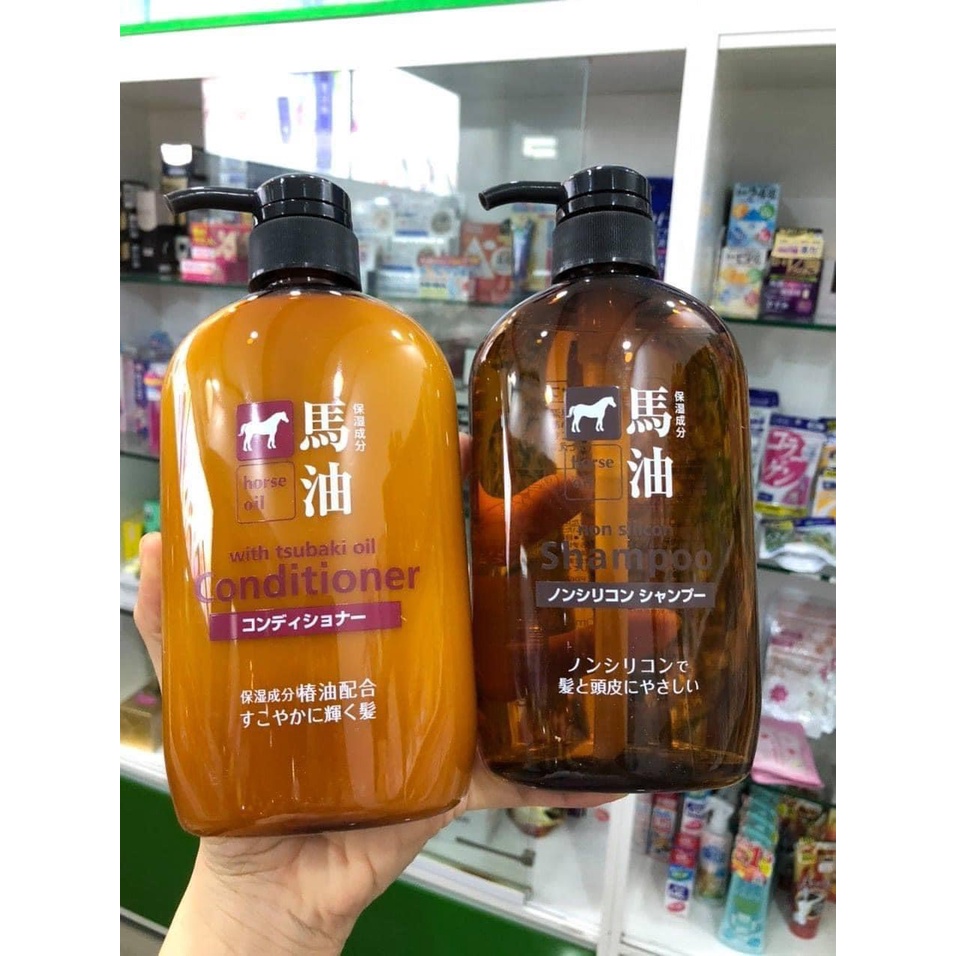 馬油
保湿成分
horse
oil
with tsubaki oil
Conditioner
コンディショナー
保湿成分 椿油配合
すこやかに輝く髪
馬油
保湿成分
horse
oil
non silicon
Shampoo
ノンシリコン シャンプー
ノンシリコンで
髪と頭皮にやさしい